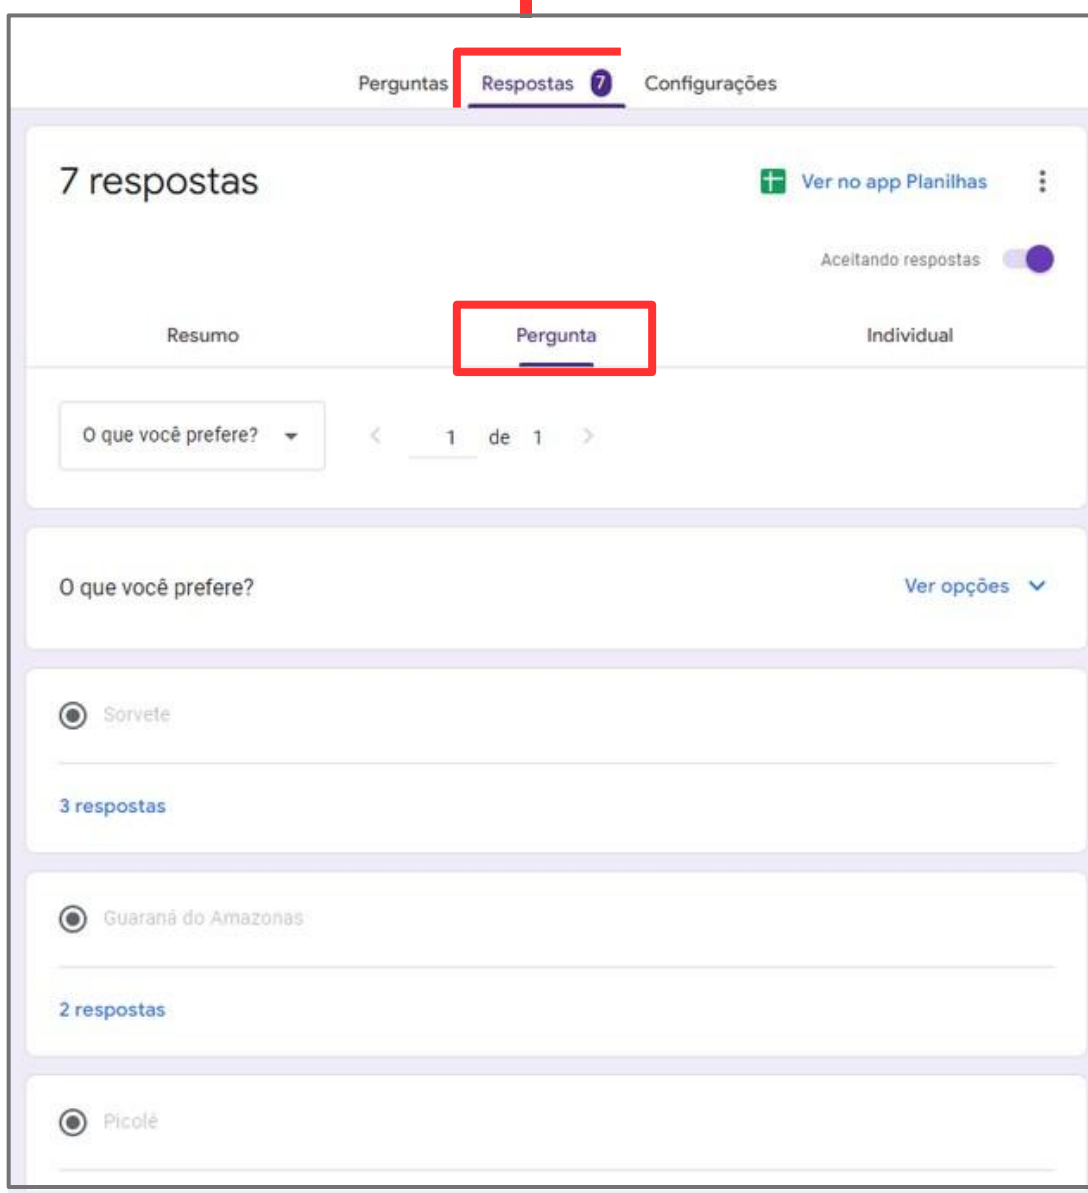 Perguntas Respostas 7 Configurações
7 respostas
Ver no app Planilhas
Aceitando respostas
Resumo Pergunta Individual
O que você prefere? 1 de 1
O que você prefere? Ver opções
Sorvete
3 respostas
Guaraná do Amazonas
2 respostas
Picolé